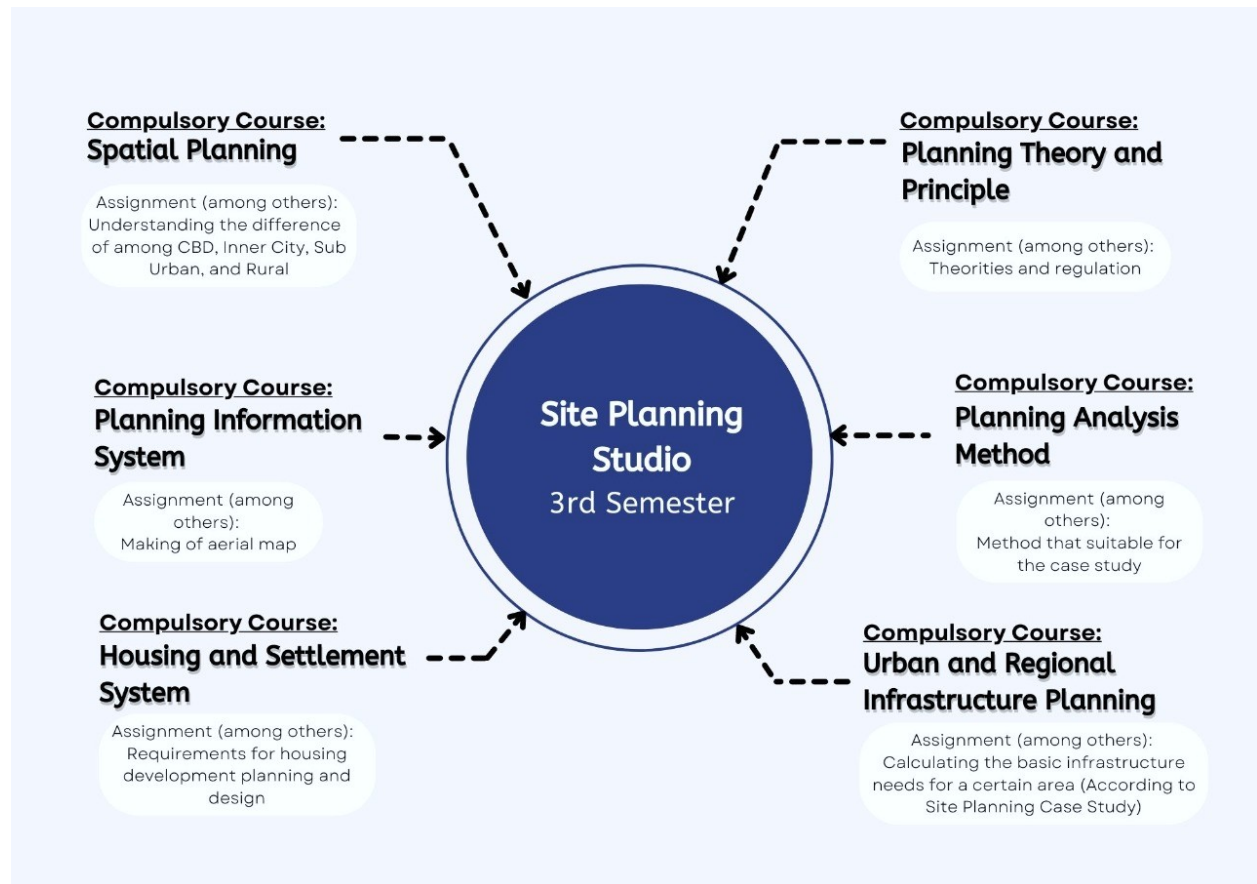 Compulsory Course:
Spatial Planning
Assignment (among others):
Understanding the difference
of among CBD, Inner City, Sub
Urban, and Rural
Compulsory Course:
Planning Theory and
Principle
Assignment (among others):
Theorities and regulation
Compulsory Course:
Planning Information
System
Assignment (among
others):
Making of aerial map
Site Planning
Studio
3rd Semester
Compulsory Course:
Planning Analysis
Method
Assignment (among
others):
Method that suitable for
the case study
Compulsory Course:
Housing and Settlement
System
Assignment (among others):
Requirements for housing
development planning and
design
Compulsory Course:
Urban and Regional
Infrastructure Planning
Assignment (among others):
Calculating the basic infrastructure
needs for a certain area (According to
Site Planning Case Study)